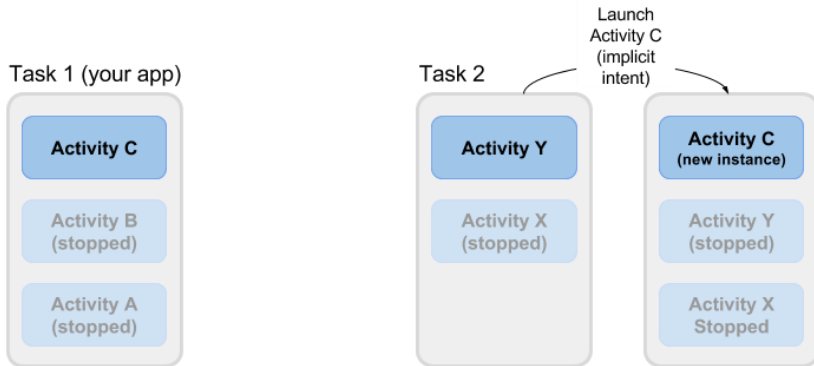 Launch
Activity C
(implicit
intent)
Task 1 (your app)
Activity C
Activity B
(stopped)
Activity A
(stopped)
Task 2
Activity Y
Activity X
(stopped)
Activity C
(new instance)
Activity Y
(stopped)
Activity X
Stopped